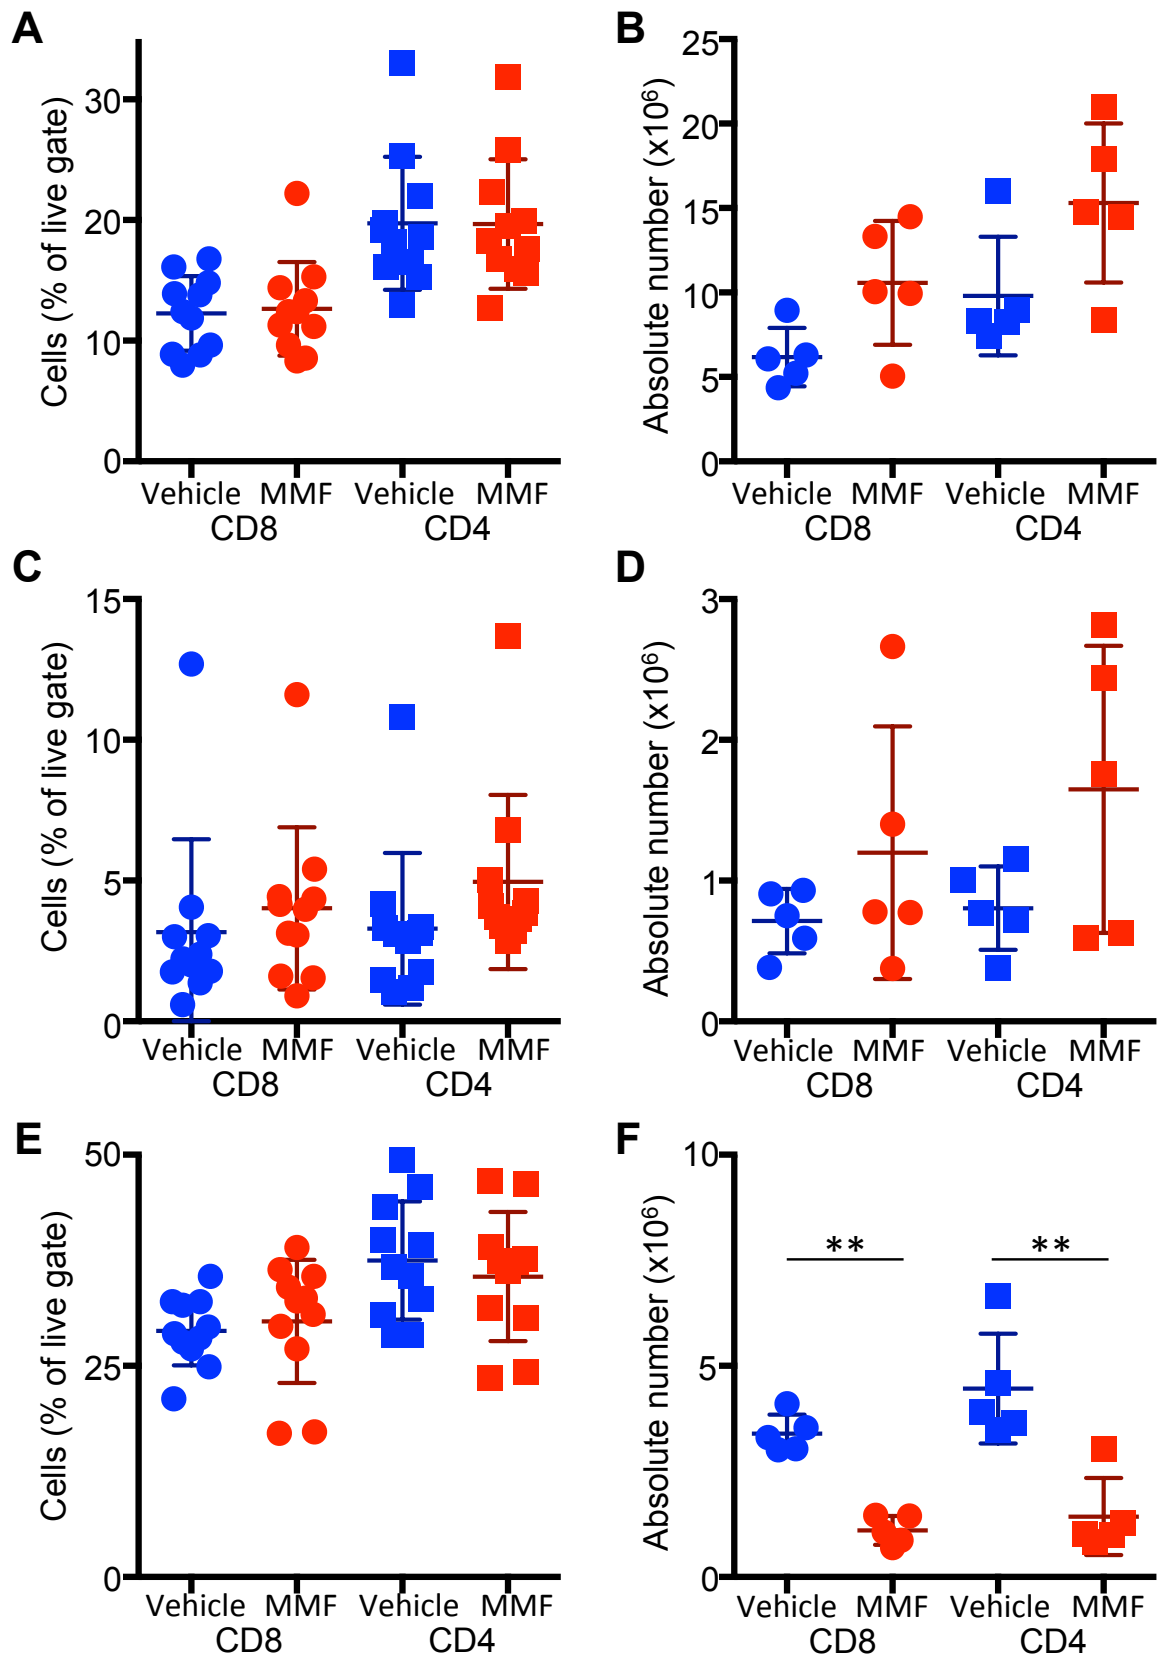 A
Cells (% of live gate)
30
20
10
0
Vehicle MMF Vehicle MMF
CD8 CD4
B
Absolute number (x10⁶)
25
20
15
10
5
0
Vehicle MMF Vehicle MMF
CD8 CD4
C
Cells (% of live gate)
15
10
5
0
Vehicle MMF Vehicle MMF
CD8 CD4
D
Absolute number (x10⁶)
3
2
1
0
Vehicle MMF Vehicle MMF
CD8 CD4
E
Cells (% of live gate)
50
25
0
Vehicle MMF Vehicle MMF
CD8 CD4
F
Absolute number (x10⁶)
10
5
0
** **
Vehicle MMF Vehicle MMF
CD8 CD4